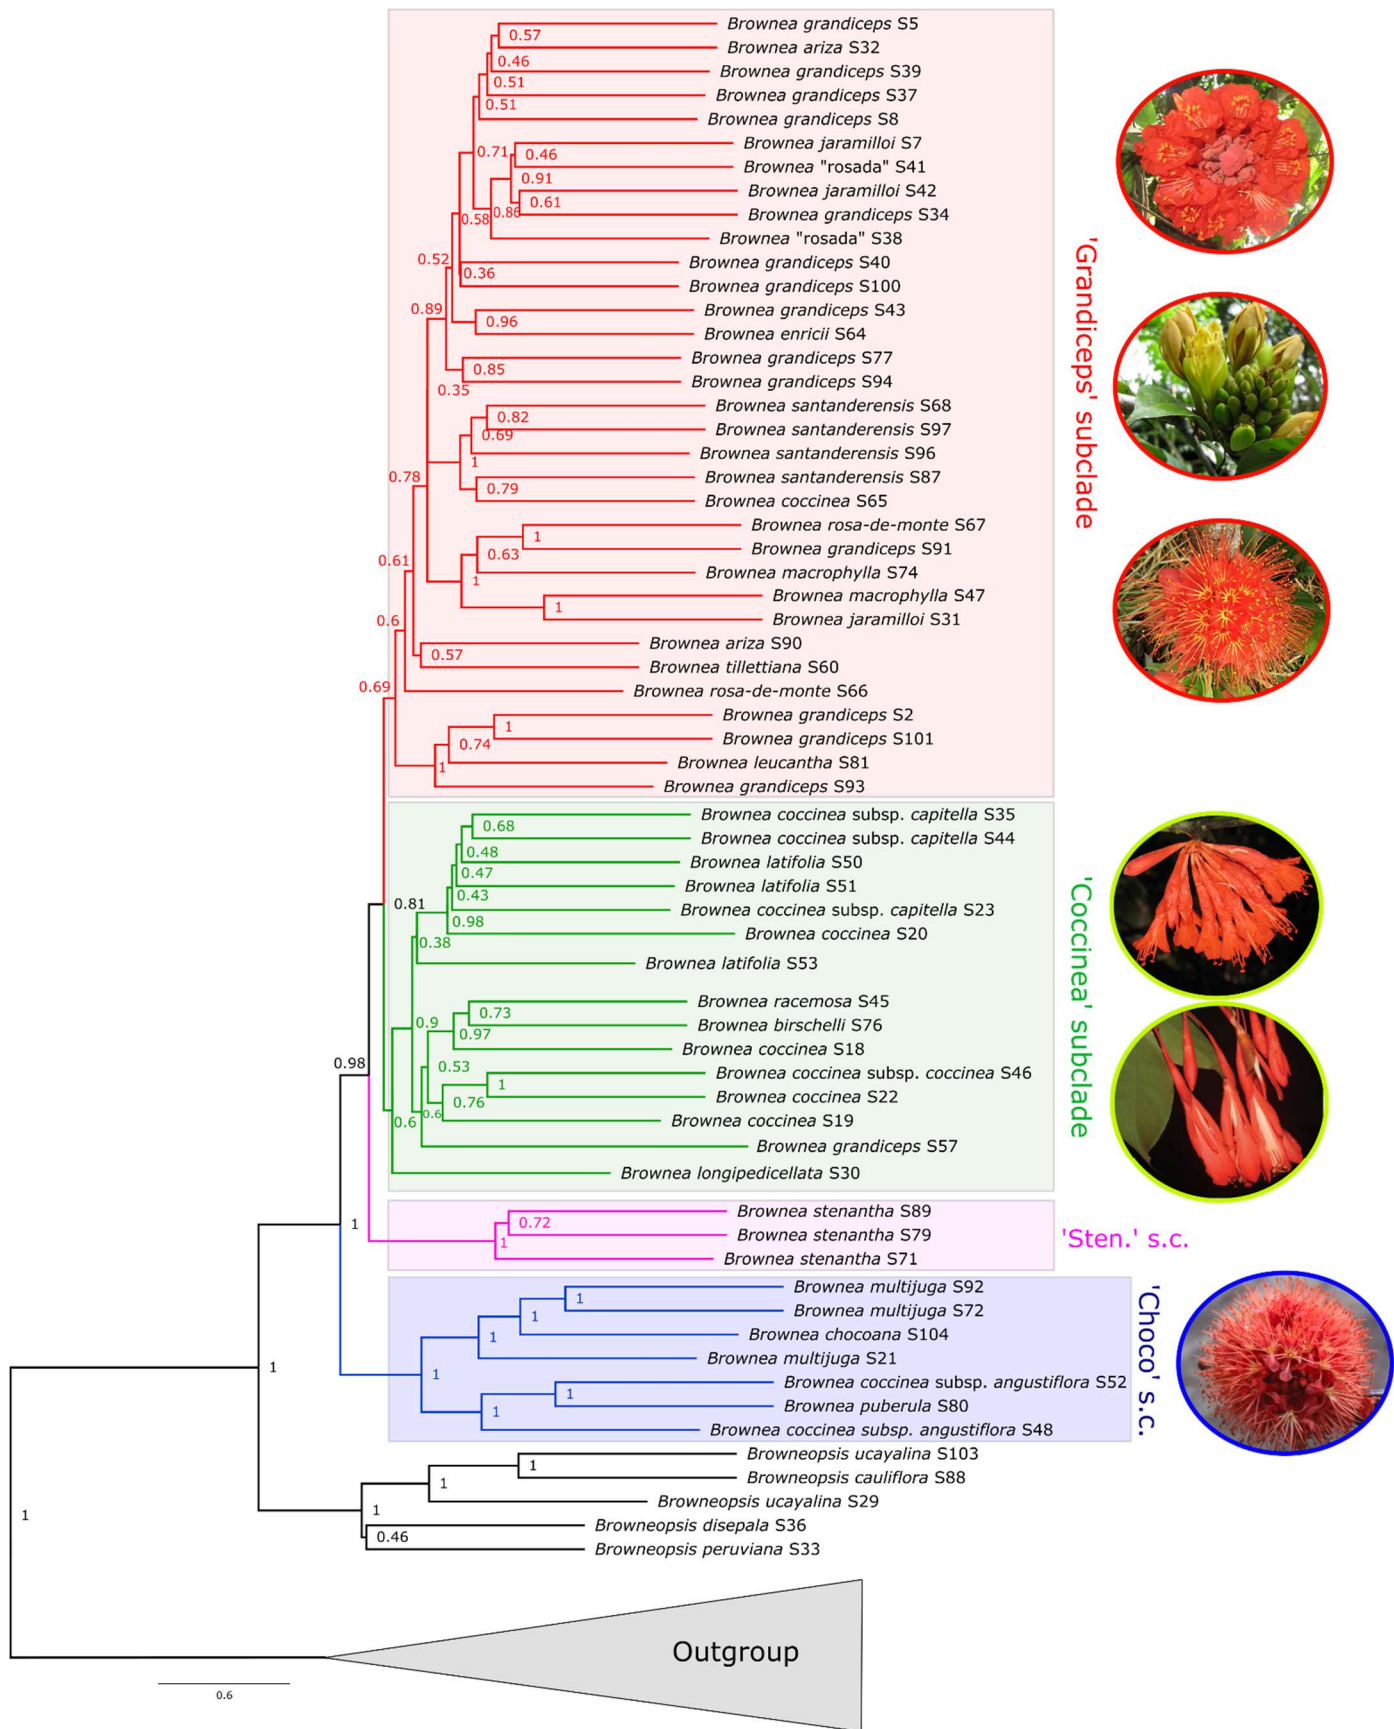 Brownea grandiceps S5
0.57
Brownea ariza S32
0.46
Brownea grandiceps S39
0.51
Brownea grandiceps S37
0.51
Brownea grandiceps S8
Brownea jaramilloi S7
0.71
0.46
Brownea "rosada" S41
0.91
Brownea jaramilloi S42
0.61
0.86
Brownea grandiceps S34
0.58
Brownea "rosada" S38
0.52
Brownea grandiceps S40
0.36
Brownea grandiceps S100
0.89
Brownea grandiceps S43
0.96
Brownea enricii S64
Brownea grandiceps S77
0.85
Brownea grandiceps S94
0.35
Brownea santanderensis S68
0.82
Brownea santanderensis S97
0.69
Brownea santanderensis S96
1
0.78
Brownea santanderensis S87
0.79
Brownea coccinea S65
Brownea rosa-de-monte S67
1
Brownea grandiceps S91
0.63
0.61
Brownea macrophylla S74
1
Brownea macrophylla S47
1
Brownea jaramilloi S31
0.6
Brownea ariza S90
0.57
Brownea tillettiana S60
0.69
Brownea rosa-de-monte S66
Brownea grandiceps S2
1
Brownea grandiceps S101
0.74
Brownea leucantha S81
1
Brownea grandiceps S93
'Grandiceps' subclade
Brownea coccinea subsp. capitella S35
0.68
Brownea coccinea subsp. capitella S44
0.48
Brownea latifolia S50
0.47
Brownea latifolia S51
0.43
0.81
Brownea coccinea subsp. capitella S23
0.98
Brownea coccinea S20
0.38
Brownea latifolia S53
Brownea racemosa S45
0.73
0.9
Brownea birschelli S76
0.97
Brownea coccinea S18
0.98
0.53
Brownea coccinea subsp. coccinea S46
1
Brownea coccinea S22
0.76
0.6
0.6
Brownea coccinea S19
Brownea grandiceps S57
Brownea longipedicellata S30
'Coccinea' subclade
Brownea stenantha S89
0.72
1
Brownea stenantha S79
1
Brownea stenantha S71
'Sten.' s.c.
Brownea multijuga S92
1
Brownea multijuga S72
1
Brownea chocoana S104
1
Brownea multijuga S21
1
Brownea coccinea subsp. angustiflora S52
1
Brownea puberula S80
1
Brownea coccinea subsp. angustiflora S48
'Choco' s.c.
1
Browneopsis ucayalina S103
1
Browneopsis cauliflora S88
1
Browneopsis ucayalina S29
1
Browneopsis disepala S36
0.46
Browneopsis peruviana S33
1
Outgroup
0.6